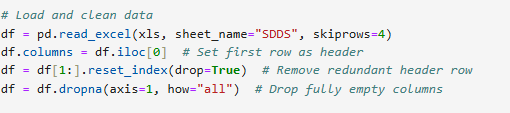 # Load and clean data
df = pd.read_excel(xls, sheet_name="SDDS", skiprows=4)
df.columns = df.iloc[0]  # Set first row as header
df = df[1:].reset_index(drop=True)  # Remove redundant header row
df = df.dropna(axis=1, how="all")  # Drop fully empty columns